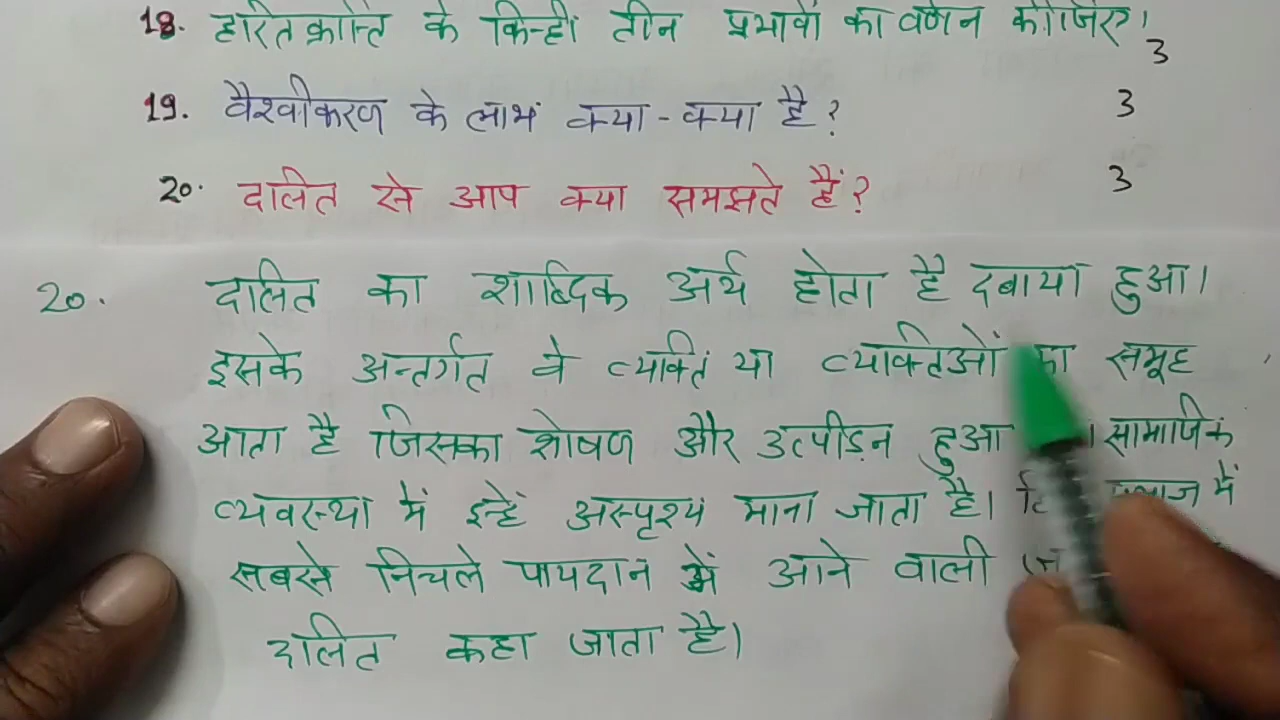 18. हरितक्रान्ति के किन्हीं तीन प्रभावों का वर्णन कीजिए।
3
19. वैश्वीकरण के लाभ क्या-क्या है? 3
20. दलित से आप क्या समझते हैं? 3
20. दलित का शाब्दिक अर्थ होता है दबाया हुआ।
इसके अन्तर्गत वे व्यक्ति या व्यक्तिओं का समूह
आता है जिसका शोषण और उत्पीड़न हुआ । सामाजिक
व्यवस्था में इन्हें अस्पृश्य माना जाता है। में
सबसे निचले पायदान में आने वाली
दलित कहा जाता है।